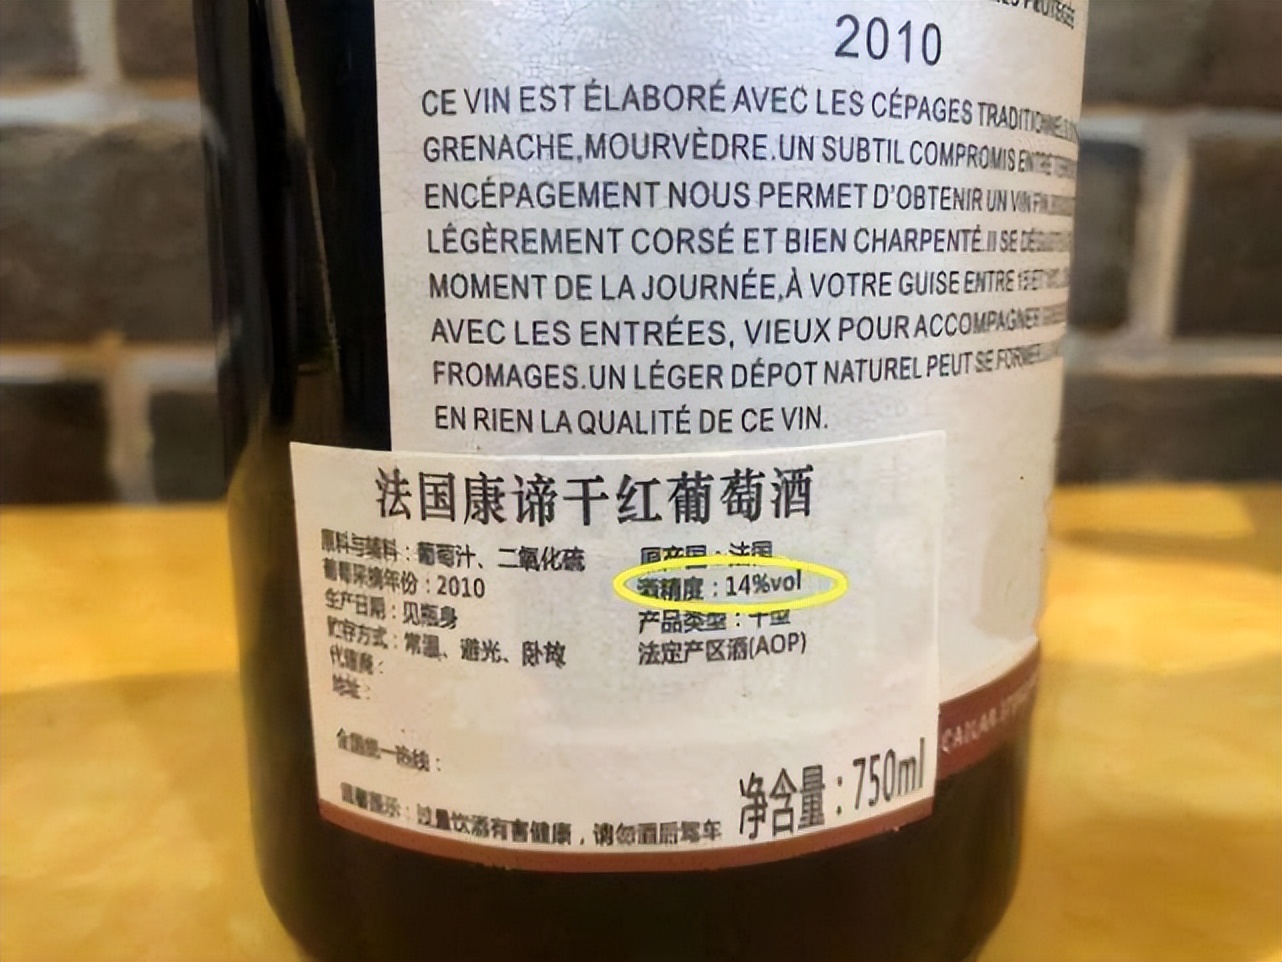 2010
CE VIN EST ÉLABORÉ AVEC LES CÉPAGES TRADITIONNELS
GRENACHE,MOURVÈDRE.UN SUBTIL COMPROMIS ENTRE
ENCÉPAGEMENT NOUS PERMET D'OBTENIR UN VIN FIN,
LÉGÈREMENT CORSÉ ET BIEN CHARPENTÉ.Il SE
MOMENT DE LA JOURNÉE,À VOTRE GUISE ENTRE 15 ET
AVEC LES ENTRÉES, VIEUX POUR ACCOMPAGNER
FROMAGES.UN LÉGER DÉPOT NATUREL PEUT SE FORMER
EN RIEN LA QUALITÉ DE CE VIN.
法国康谛干红葡萄酒
原料与辅料：葡萄汁、二氧化硫
葡萄采摘年份：2010
生产日期：见瓶身
贮存方式：常温、避光、卧放
代理商：
地址：
原产国：法国
酒精度：14%vol
产品类型：干型
法定产区酒(AOP)
全国统一热线：
净含量：750ml
温馨提示：过量饮酒有害健康，请勿酒后驾车